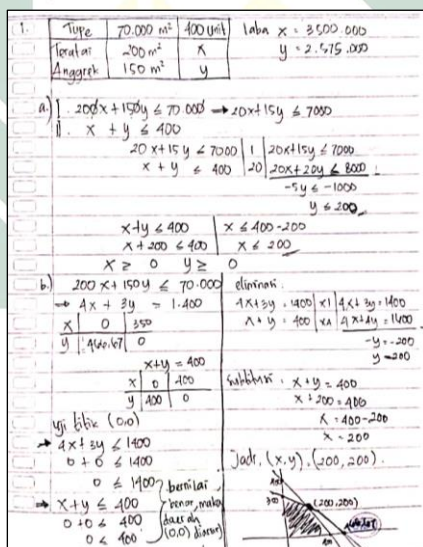 1. Type 70.000 m² 400 unit laba x = 3500.000
Teratai 200 m² x y = 2.575.000
Anggrek 150 m² y
a.) I. 200x + 150y ≤ 70.000 → 20x + 15y ≤ 7000
II. x + y ≤ 400
20x + 15y ≤ 7000 | 1 | 20x + 15y ≤ 7000
x + y ≤ 400 | 20 | 20x + 20y ≤ 8000 -
-5y ≤ -1000
y ≤ 200
x + y ≤ 400 | x ≤ 400 - 200
x + 200 ≤ 400 | x ≤ 200
x ≥ 0 y ≥ 0
b.) 200x + 150y ≤ 70.000
→ 4x + 3y = 1.400
x 0 350
y 466.67 0
x + y = 400
x 0 400
y 400 0
uji titik (0,0)
→ 4x + 3y ≤ 1400
0 + 0 ≤ 1400
0 ≤ 1400
→ x + y ≤ 400
0 + 0 ≤ 400
0 ≤ 400
bernilai
benar, maka
daerah
(0,0)
eliminasi:
4x + 3y = 1400 | x1 | 4x + 3y = 1400
x + y = 400 | x4 | 4x + 4y = 1600
-y = -200
y = 200
subtitusi: x + y = 400
x + 200 = 400
x = 400 - 200
x = 200
Jadi, (x,y) = (200, 200).
(200,200)